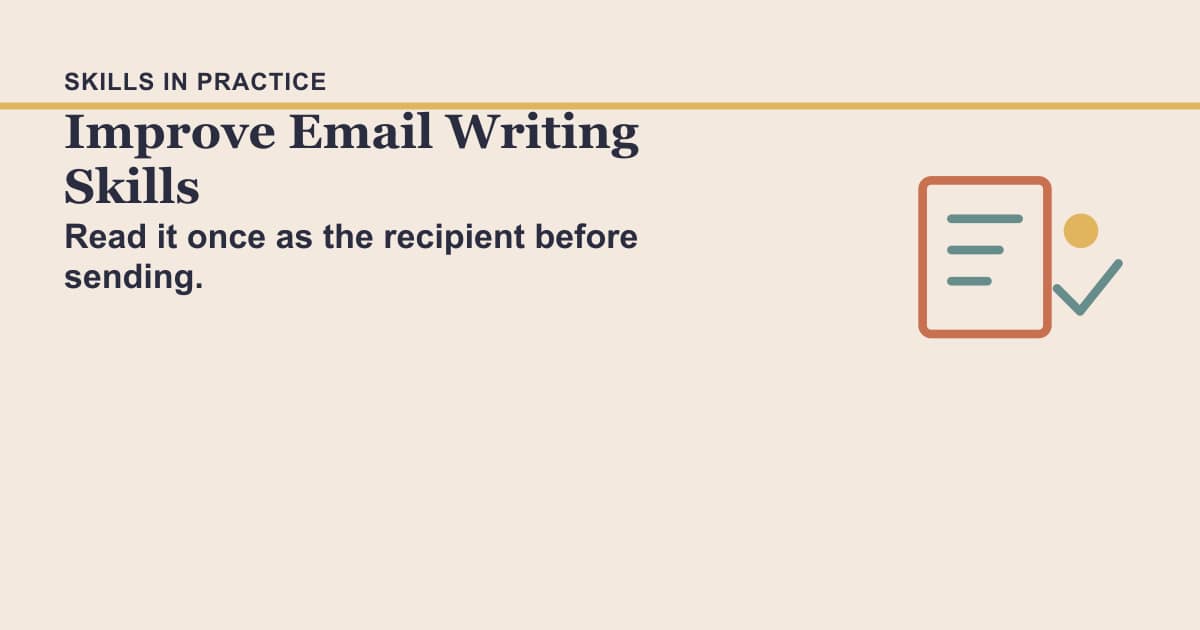 SKILLS IN PRACTICE
Improve Email Writing
Skills
Read it once as the recipient before
sending.